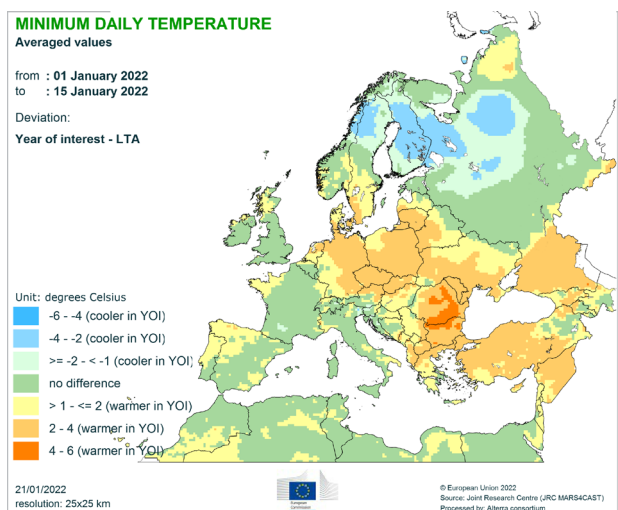 MINIMUM DAILY TEMPERATURE
Averaged values
from : 01 January 2022
to : 15 January 2022
Deviation:
Year of interest - LTA
Unit: degrees Celsius
-6 - -4 (cooler in YOI)
-4 - -2 (cooler in YOI)
>= -2 - < -1 (cooler in YOI)
no difference
> 1 - <= 2 (warmer in YOI)
2 - 4 (warmer in YOI)
4 - 6 (warmer in YOI)
21/01/2022
resolution: 25x25 km
European
Commission
© European Union 2022
Source: Joint Research Centre (JRC MARS4CAST)
Processed by: Alterra consortium